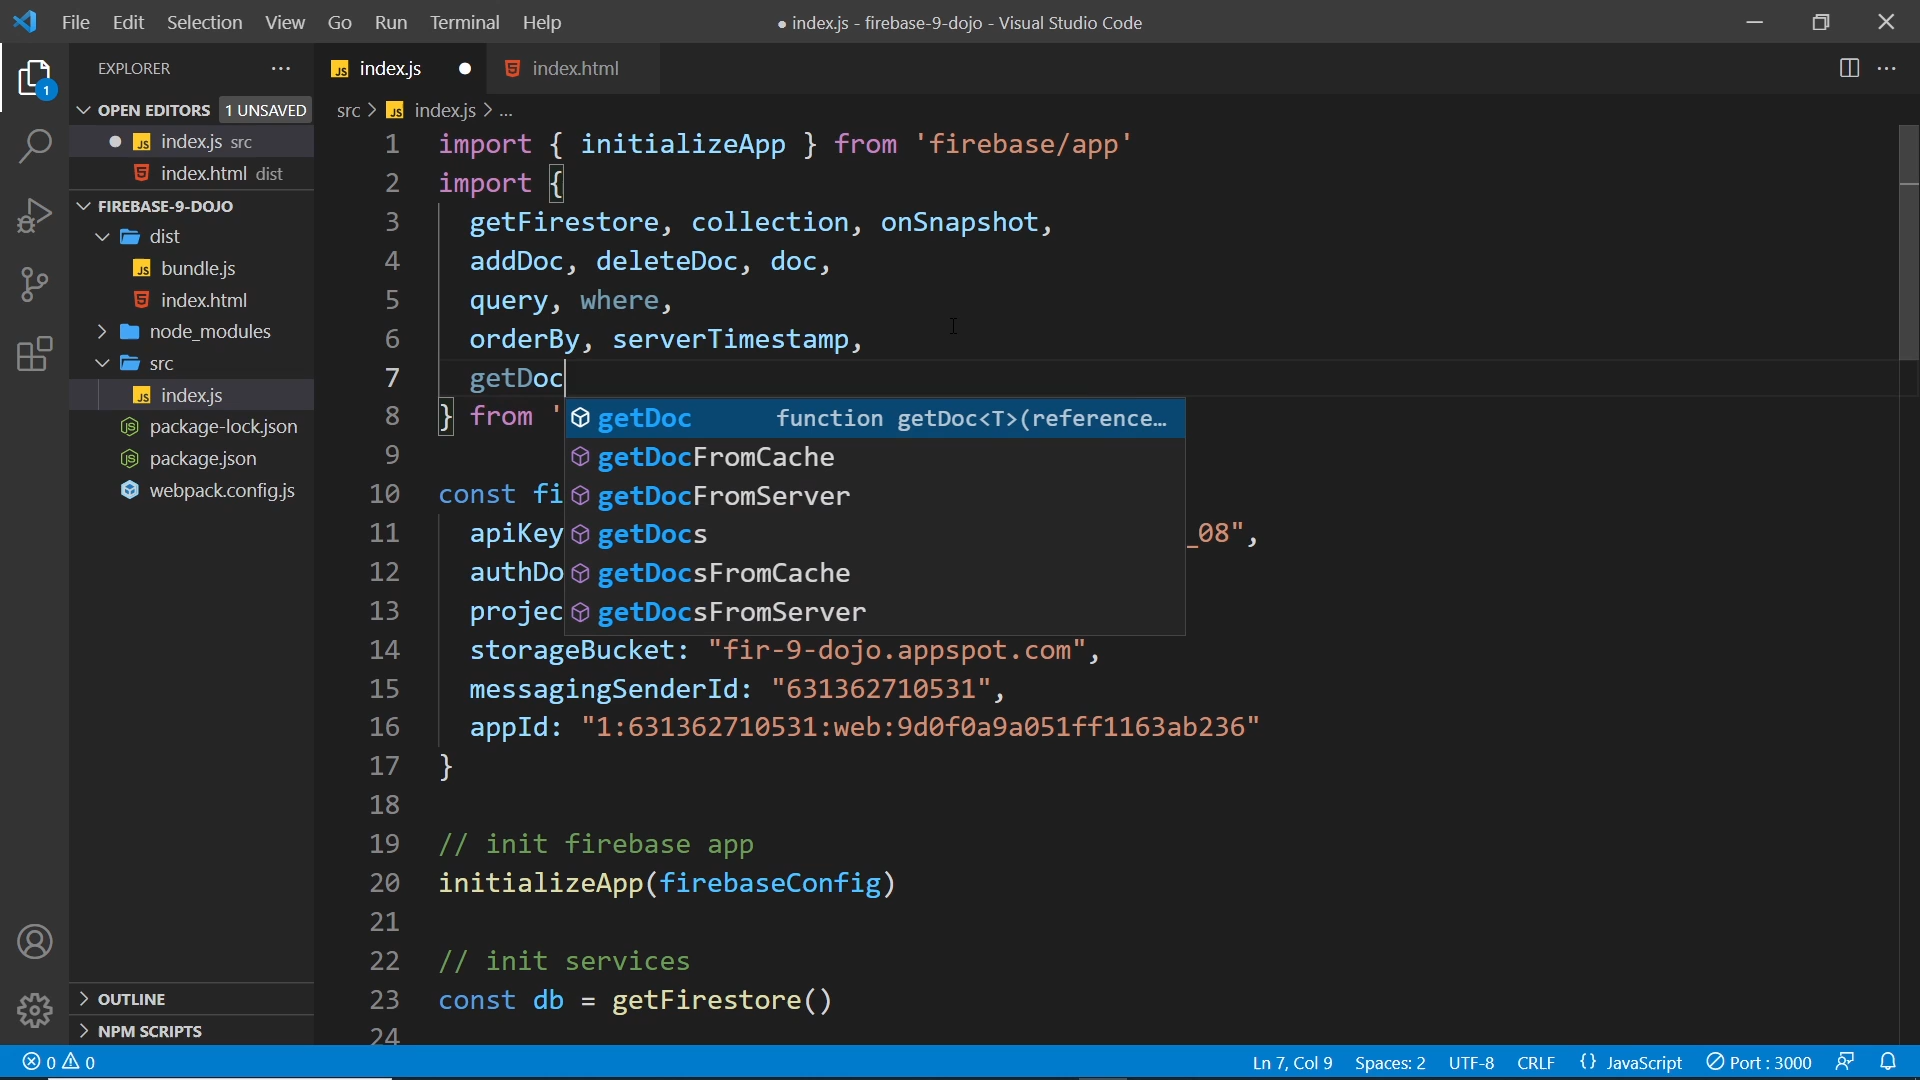 File Edit Selection View Go Run Terminal Help
● index.js - firebase-9-dojo - Visual Studio Code
EXPLORER
1
OPEN EDITORS 1 UNSAVED
JS index.js src
index.html dist
FIREBASE-9-DOJO
dist
JS bundle.js
index.html
node_modules
src
JS index.js
package-lock.json
package.json
webpack.config.js
OUTLINE
NPM SCRIPTS
JS index.js
index.html
src > JS index.js > ...
1 import { initializeApp } from 'firebase/app'
2 import {
3 getFirestore, collection, onSnapshot,
4 addDoc, deleteDoc, doc,
5 query, where,
6 orderBy, serverTimestamp,
7 getDoc
8 } from '
getDoc function getDoc<T>(reference…
getDocFromCache
getDocFromServer
getDocs
getDocsFromCache
getDocsFromServer
9
10 const fi
11 apiKey _08",
12 authDo
13 projec
14 storageBucket: "fir-9-dojo.appspot.com",
15 messagingSenderId: "631362710531",
16 appId: "1:631362710531:web:9d0f0a9a051ff1163ab236"
17 }
18
19 // init firebase app
20 initializeApp(firebaseConfig)
21
22 // init services
23 const db = getFirestore()
24
0 0
Ln 7, Col 9 Spaces: 2 UTF-8 CRLF {} JavaScript Port : 3000